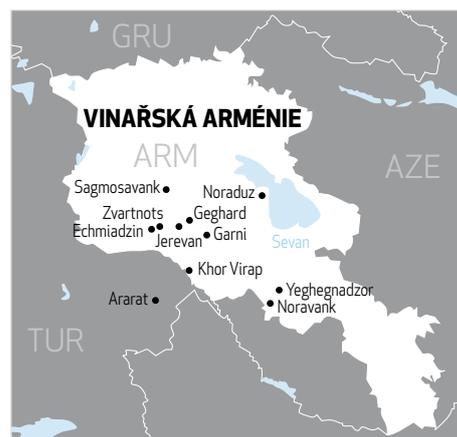 GRU
VINAŘSKÁ ARMÉNIE
ARM
AZE
Sagmosavank
Noraduz
Zvartnots
Geghard
Echmiadzin
Jerevan
Garni
Sevan
Khor Virap
Ararat
Yeghegnadzor
Noravank
TUR